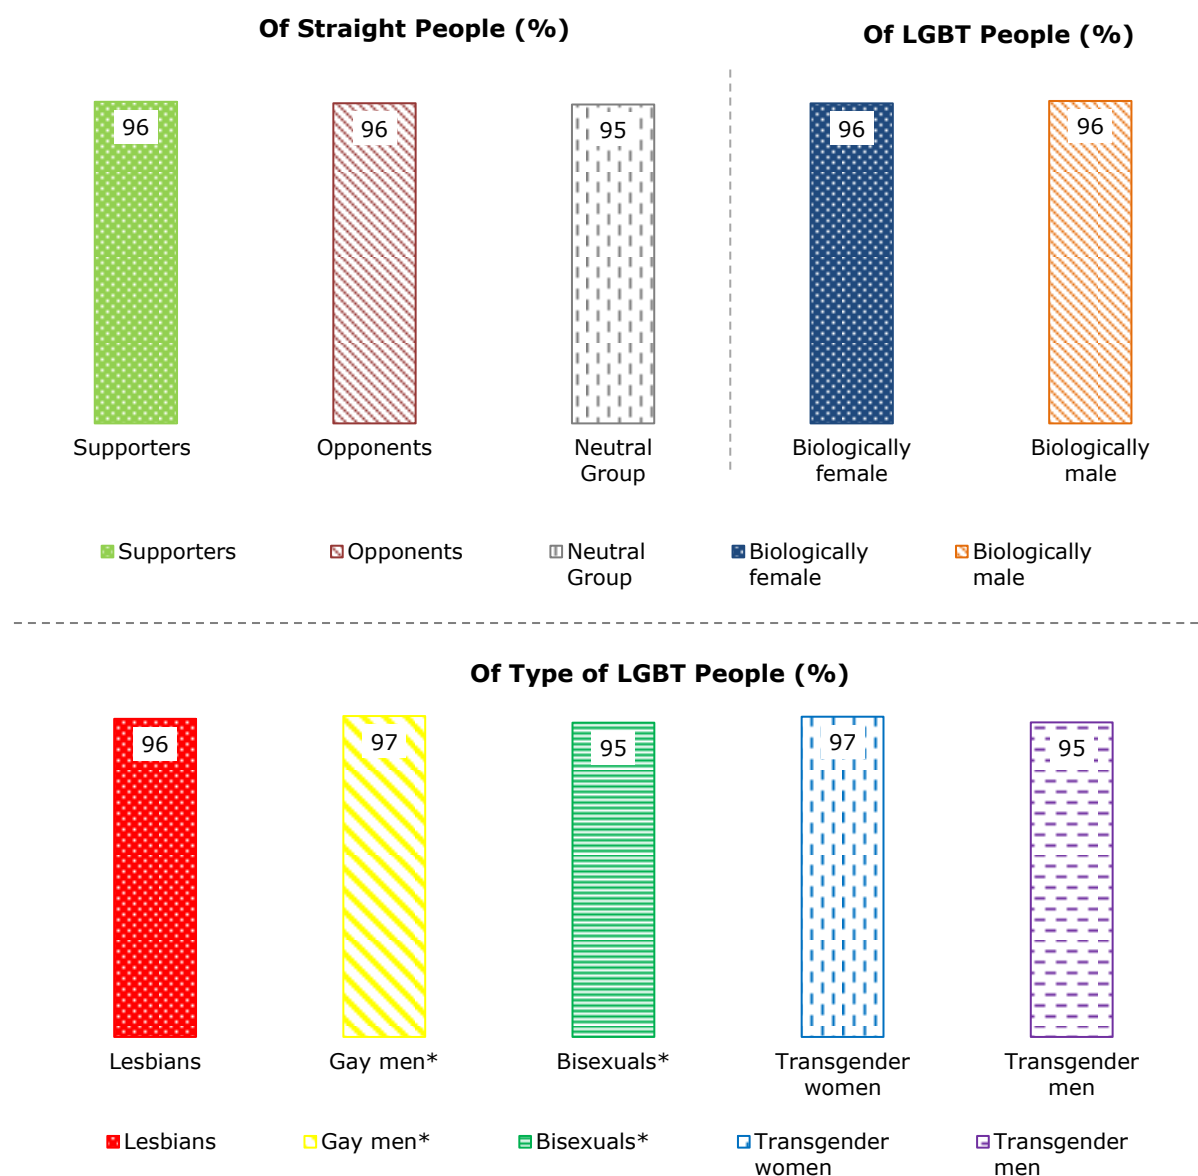 Of Straight People (%)
Of LGBT People (%)
96
96
95
96
96
Supporters
Opponents
Neutral
Group
Biologically
female
Biologically
male
Supporters
Opponents
Neutral
Group
Biologically
female
Biologically
male
Of Type of LGBT People (%)
96
97
95
97
95
Lesbians
Gay men*
Bisexuals*
Transgender
women
Transgender
men
Lesbians
Gay men*
Bisexuals*
Transgender
women
Transgender
men